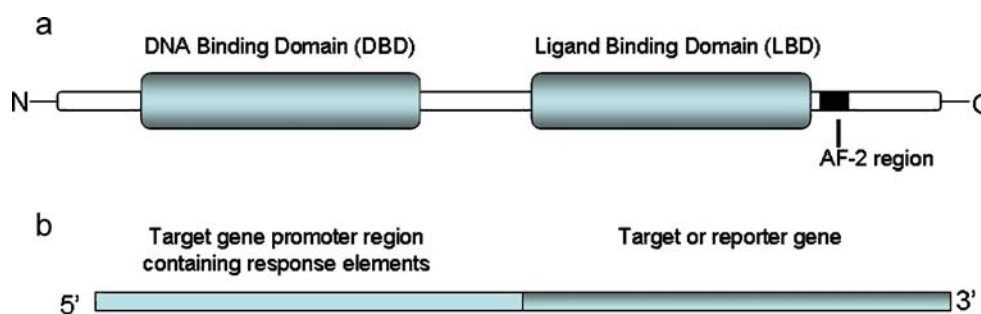 a
DNA Binding Domain (DBD) Ligand Binding Domain (LBD)
N C
AF-2 region
b
Target gene promoter region
containing response elements
Target or reporter gene
5’ 3’